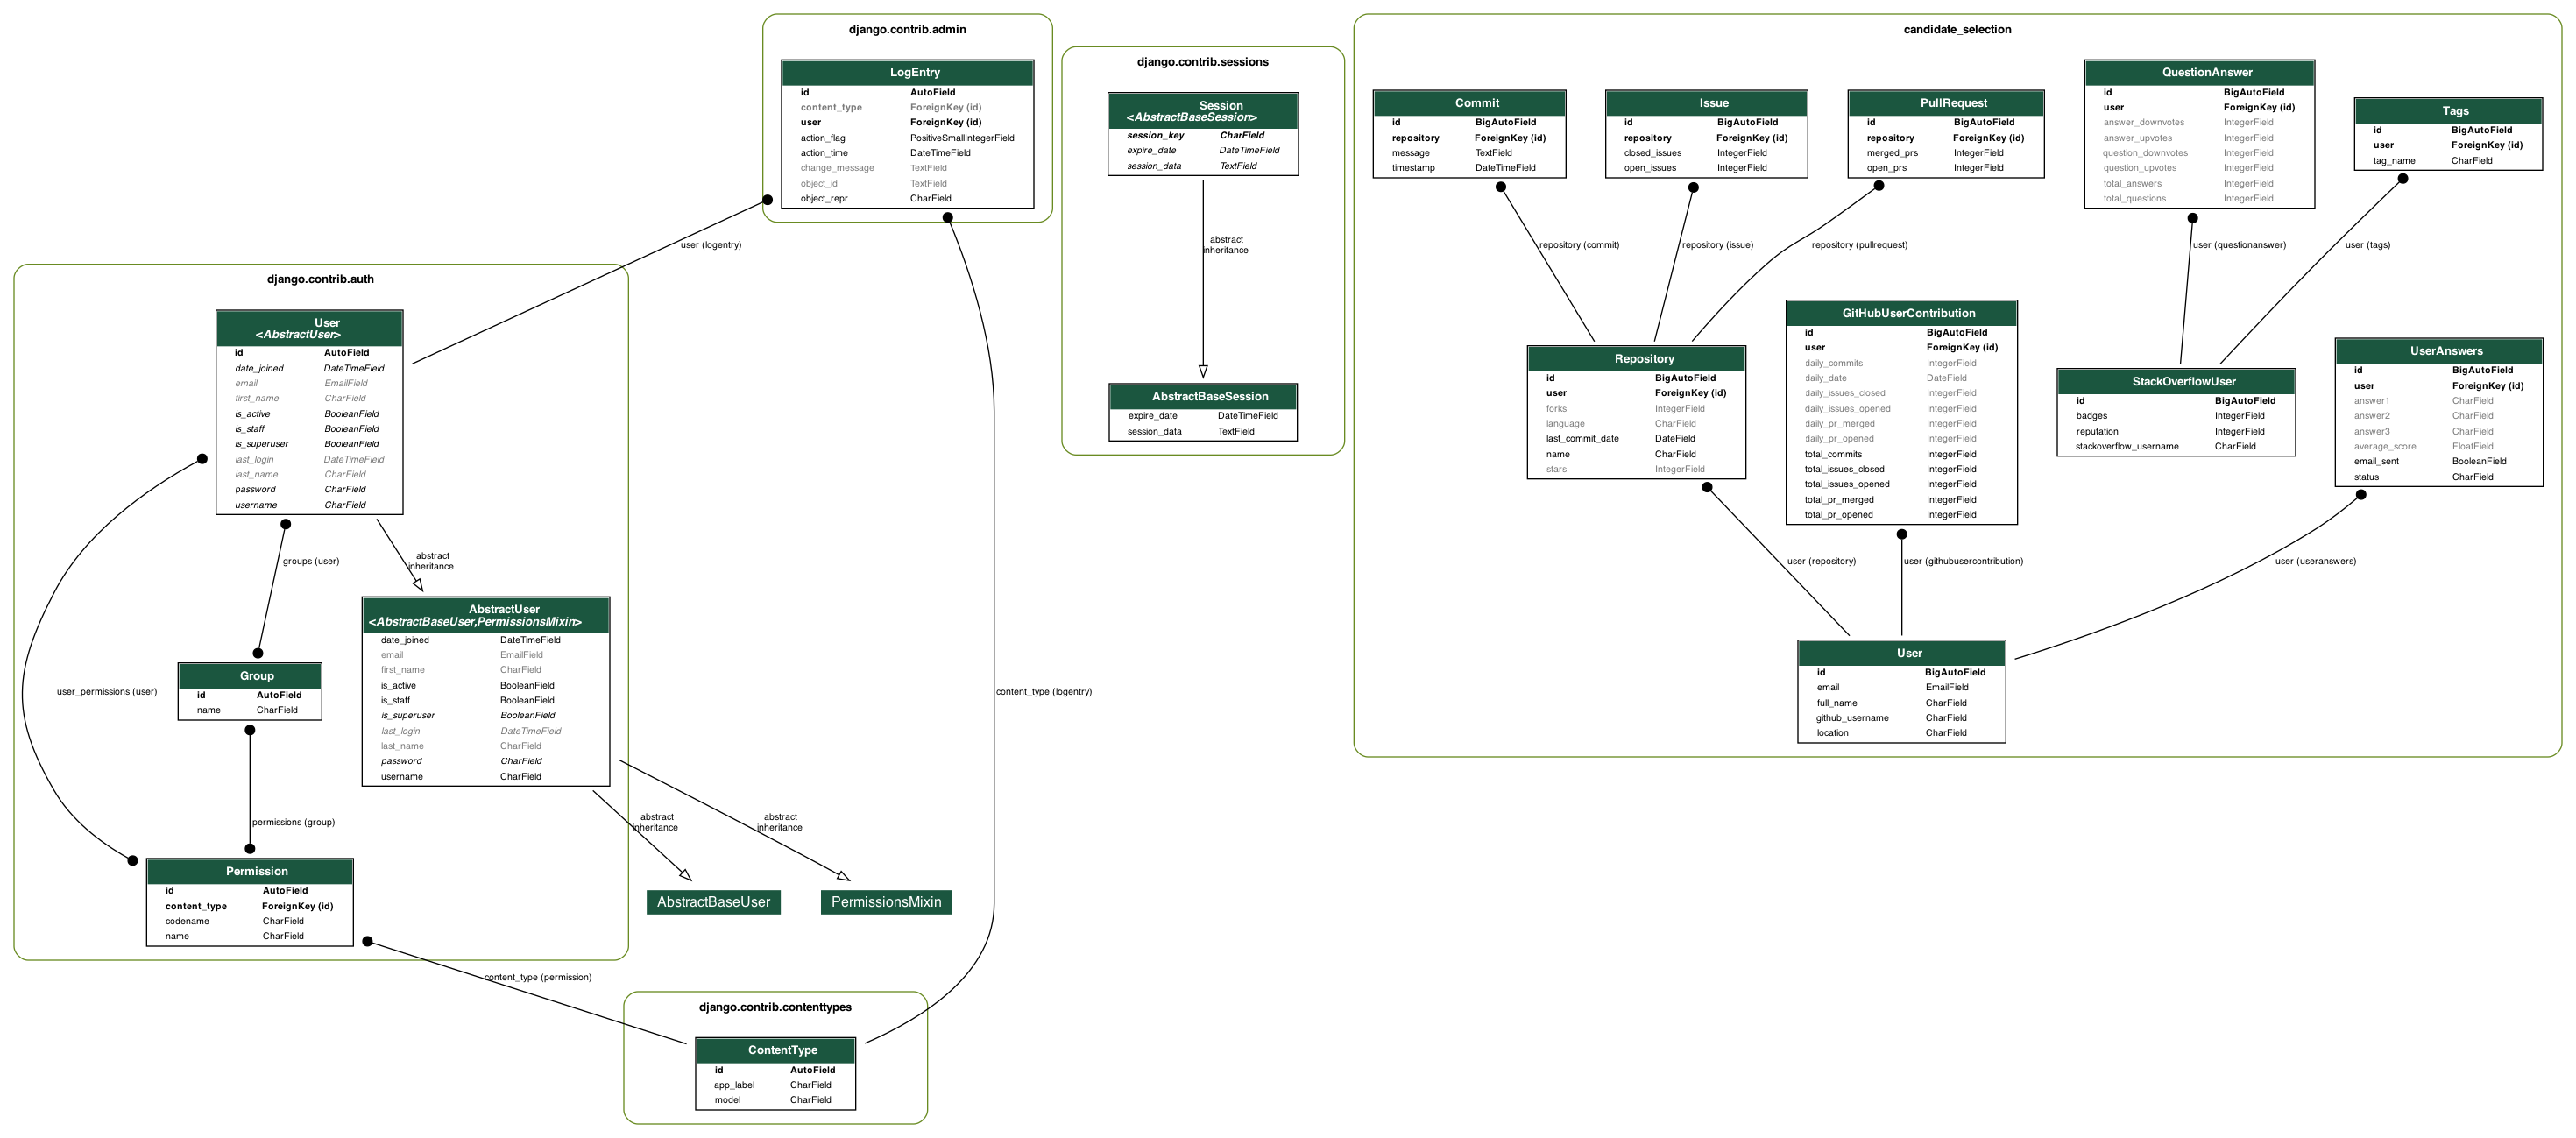 django.contrib.admin
LogEntry
id AutoField
content_type ForeignKey (id)
user ForeignKey (id)
action_flag PositiveSmallIntegerField
action_time DateTimeField
change_message TextField
object_id TextField
object_repr CharField
django.contrib.sessions
Session
<AbstractBaseSession>
session_key CharField
expire_date DateTimeField
session_data TextField
abstract
inheritance
AbstractBaseSession
expire_date DateTimeField
session_data TextField
candidate_selection
Commit
id BigAutoField
repository ForeignKey (id)
message TextField
timestamp DateTimeField
Issue
id BigAutoField
repository ForeignKey (id)
closed_issues IntegerField
open_issues IntegerField
PullRequest
id BigAutoField
repository ForeignKey (id)
merged_prs IntegerField
open_prs IntegerField
QuestionAnswer
id BigAutoField
user ForeignKey (id)
answer_downvotes IntegerField
answer_upvotes IntegerField
question_downvotes IntegerField
question_upvotes IntegerField
total_answers IntegerField
total_questions IntegerField
Tags
id BigAutoField
user ForeignKey (id)
tag_name CharField
repository (commit)
repository (issue)
repository (pullrequest)
user (questionanswer)
user (tags)
Repository
id BigAutoField
user ForeignKey (id)
forks IntegerField
language CharField
last_commit_date DateField
name CharField
stars IntegerField
GitHubUserContribution
id BigAutoField
user ForeignKey (id)
daily_commits IntegerField
daily_date DateField
daily_issues_closed IntegerField
daily_issues_opened IntegerField
daily_pr_merged IntegerField
daily_pr_opened IntegerField
total_commits IntegerField
total_issues_closed IntegerField
total_issues_opened IntegerField
total_pr_merged IntegerField
total_pr_opened IntegerField
StackOverflowUser
id BigAutoField
badges IntegerField
reputation IntegerField
stackoverflow_username CharField
UserAnswers
id BigAutoField
user ForeignKey (id)
answer1 CharField
answer2 CharField
answer3 CharField
average_score FloatField
email_sent BooleanField
status CharField
user (repository)
user (githubusercontribution)
user (useranswers)
User
id BigAutoField
email EmailField
full_name CharField
github_username CharField
location CharField
user (logentry)
django.contrib.auth
User
<AbstractUser>
id AutoField
date_joined DateTimeField
email EmailField
first_name CharField
is_active BooleanField
is_staff BooleanField
is_superuser BooleanField
last_login DateTimeField
last_name CharField
password CharField
username CharField
groups (user)
abstract
inheritance
AbstractUser
<AbstractBaseUser,PermissionsMixin>
date_joined DateTimeField
email EmailField
first_name CharField
is_active BooleanField
is_staff BooleanField
is_superuser BooleanField
last_login DateTimeField
last_name CharField
password CharField
username CharField
Group
id AutoField
name CharField
user_permissions (user)
content_type (logentry)
permissions (group)
abstract
inheritance
abstract
inheritance
Permission
id AutoField
content_type ForeignKey (id)
codename CharField
name CharField
AbstractBaseUser
PermissionsMixin
content_type (permission)
django.contrib.contenttypes
ContentType
id AutoField
app_label CharField
model CharField